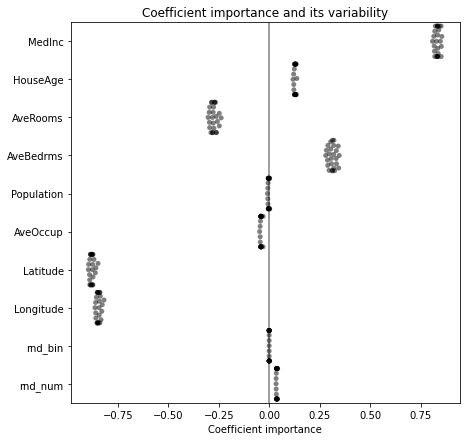 Coefficient importance and its variability
MedInc
HouseAge
AveRooms
AveBedrms
Population
AveOccup
Latitude
Longitude
rnd_bin
rnd_num
−0.75 −0.50 −0.25 0.00 0.25 0.50 0.75
Coefficient importance